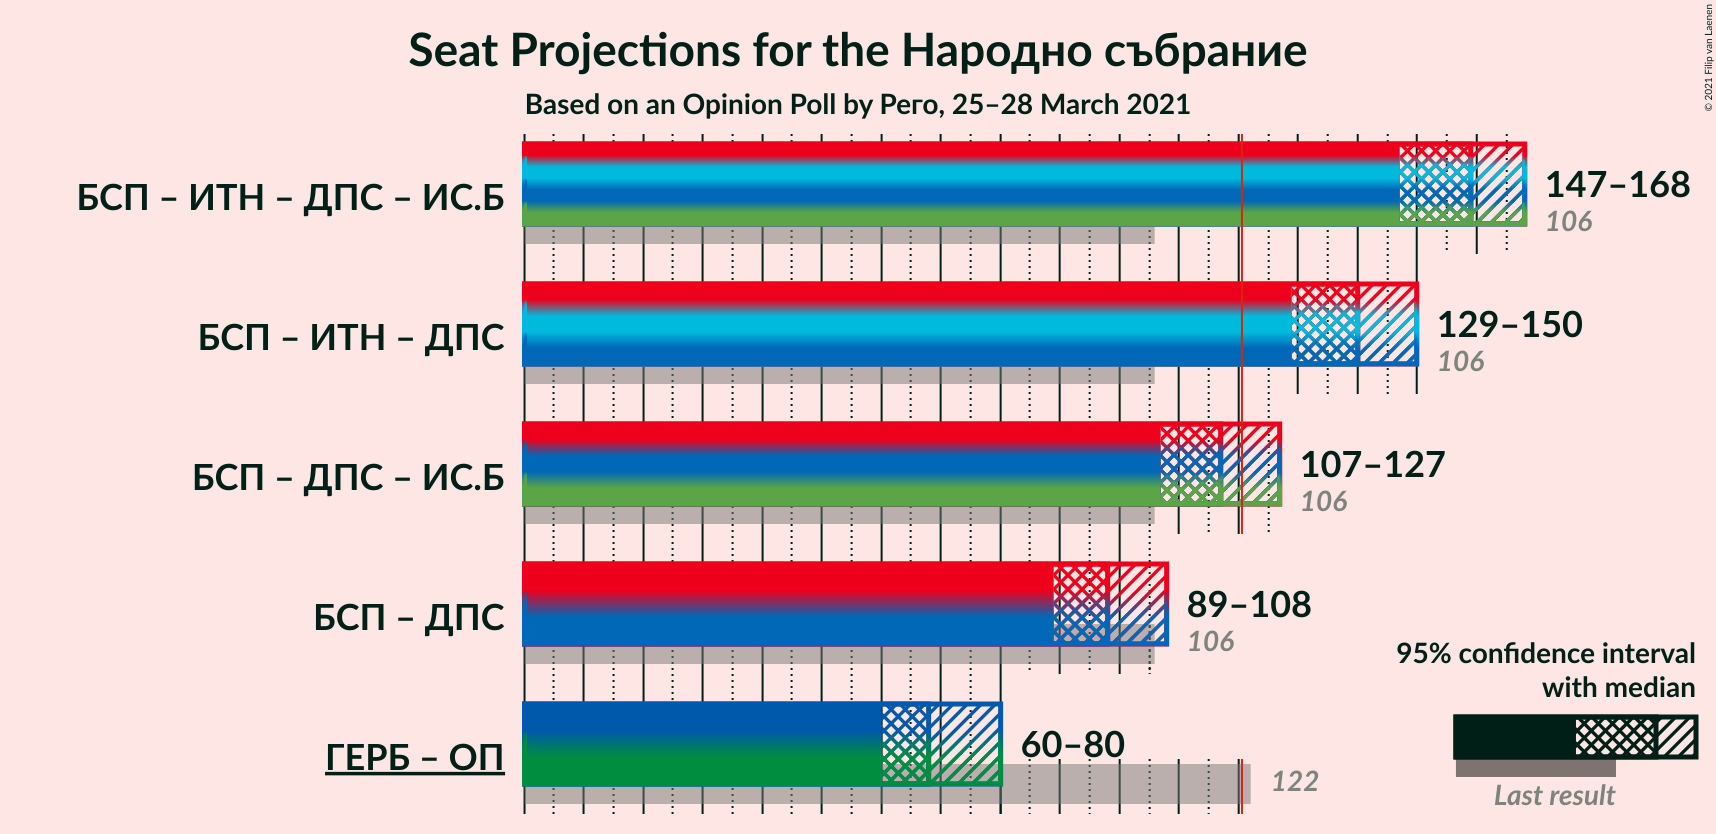 Seat Projections for the Народно събрание
Based on an Opinion Poll by Pero, 25–28 March 2021
© 2021 Filip van Laenen
БСП – ИТН – ДПС – ИС.Б
147–168
106
БСП – ИТН – ДПС
129–150
106
БСП – ДПС – ИС.Б
107–127
106
БСП – ДПС
89–108
106
ГЕРБ – ОП
60–80
122
95% confidence interval
with median
Last result